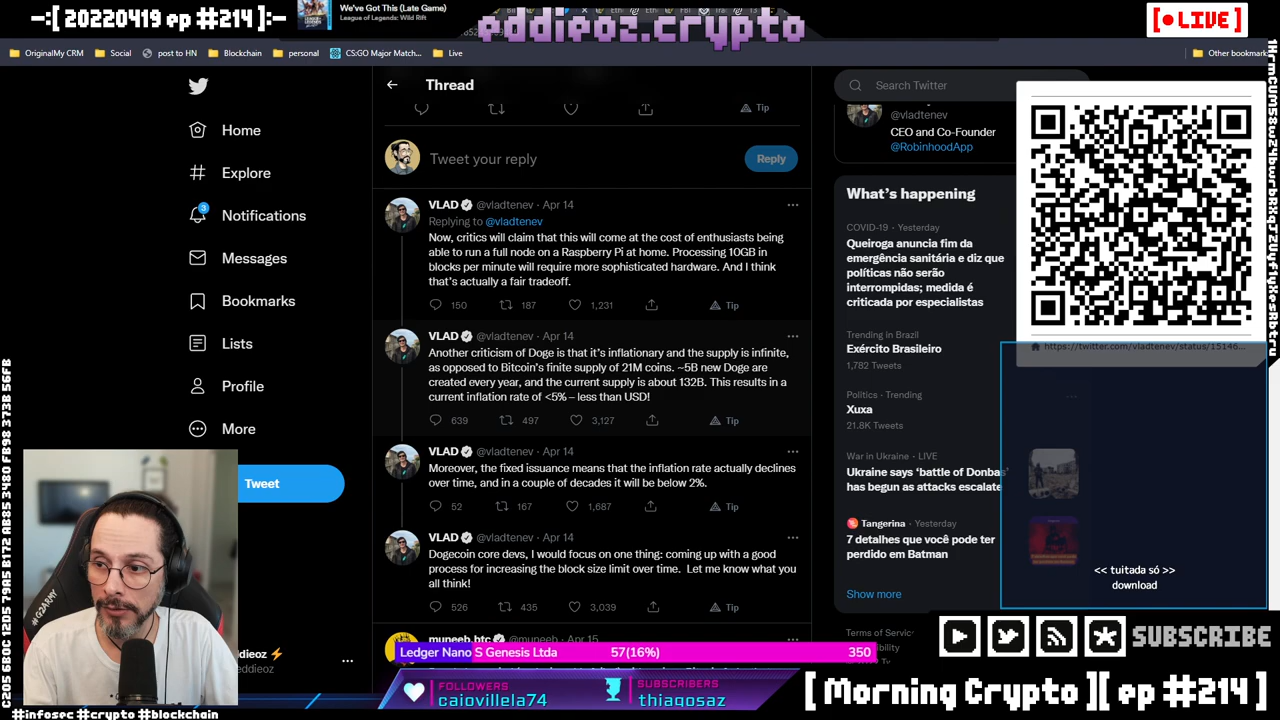 -:[ 20220419 ep #214 ]:-
We've Got This (Late Game)
League of Legends: Wild Rift
eddieoz.crypto
[ LIVE ]
OriginalMy CRM
Social
post to HN
Blockchain
personal
CS:GO Major Match...
Live
Other bookmark
Thread
Search Twitter
Home
Explore
3
Notifications
Messages
Bookmarks
Lists
Profile
More
Tweet
eddieoz
Tip
Tweet your reply
Reply
VLAD @vladtenev · Apr 14
Replying to @vladtenev
Now, critics will claim that this will come at the cost of enthusiasts being
able to run a full node on a Raspberry Pi at home. Processing 10GB in
blocks per minute will require more sophisticated hardware. And I think
that's actually a fair tradeoff.
150 187 1,231 Tip
VLAD @vladtenev · Apr 14
Another criticism of Doge is that it's inflationary and the supply is infinite,
as opposed to Bitcoin's finite supply of 21M coins. ~5B new Doge are
created every year, and the current supply is about 132B. This results in a
current inflation rate of <5% – less than USD!
639 497 3,127 Tip
VLAD @vladtenev · Apr 14
Moreover, the fixed issuance means that the inflation rate actually declines
over time, and in a couple of decades it will be below 2%.
52 167 1,687 Tip
VLAD @vladtenev · Apr 14
Dogecoin core devs, I would focus on one thing: coming up with a good
process for increasing the block size limit over time. Let me know what you
all think!
526 435 3,039 Tip
muneeb.btc @muneeb · Apr 15
@vladtenev
CEO and Co-Founder
@RobinhoodApp
What's happening
COVID-19 · Yesterday
Queiroga anuncia fim da
emergência sanitária e diz que
políticas não serão
interrompidas; medida é
criticada por especialistas
Trending in Brazil
Exército Brasileiro
1,782 Tweets
Politics · Trending
Xuxa
21.8K Tweets
War in Ukraine · LIVE
Ukraine says 'battle of Donbas'
has begun as attacks escalate
Tangerina · Yesterday
7 detalhes que você pode ter
perdido em Batman
Show more
Terms of Service
https://twitter.com/vladtenev/status/15146...
<< tuitada só >>
download
SUBSCRIBE
Ledger Nano S Genesis Ltda 57(16%) 350
FOLLOWERS
caiovillela74
SUBSCRIBERS
thiagosaz
[ Morning Crypto ][ ep #214 ]
#infosec #crypto #blockchain